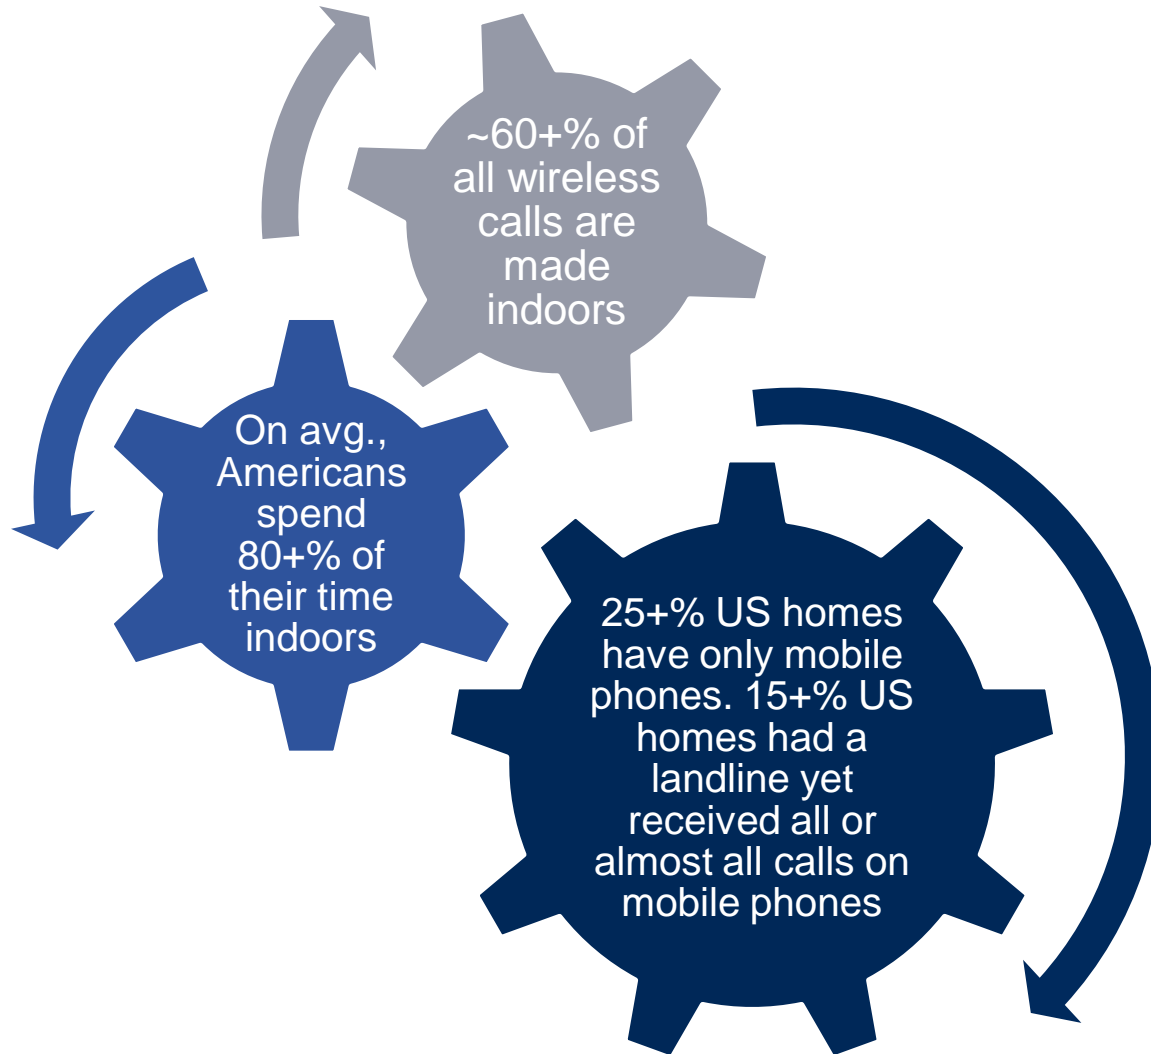 ~60+% of
all wireless
calls are
made
indoors
On avg.,
Americans
spend
80+% of
their time
indoors
25+% US homes
have only mobile
phones. 15+% US
homes had a
landline yet
received all or
almost all calls on
mobile phones